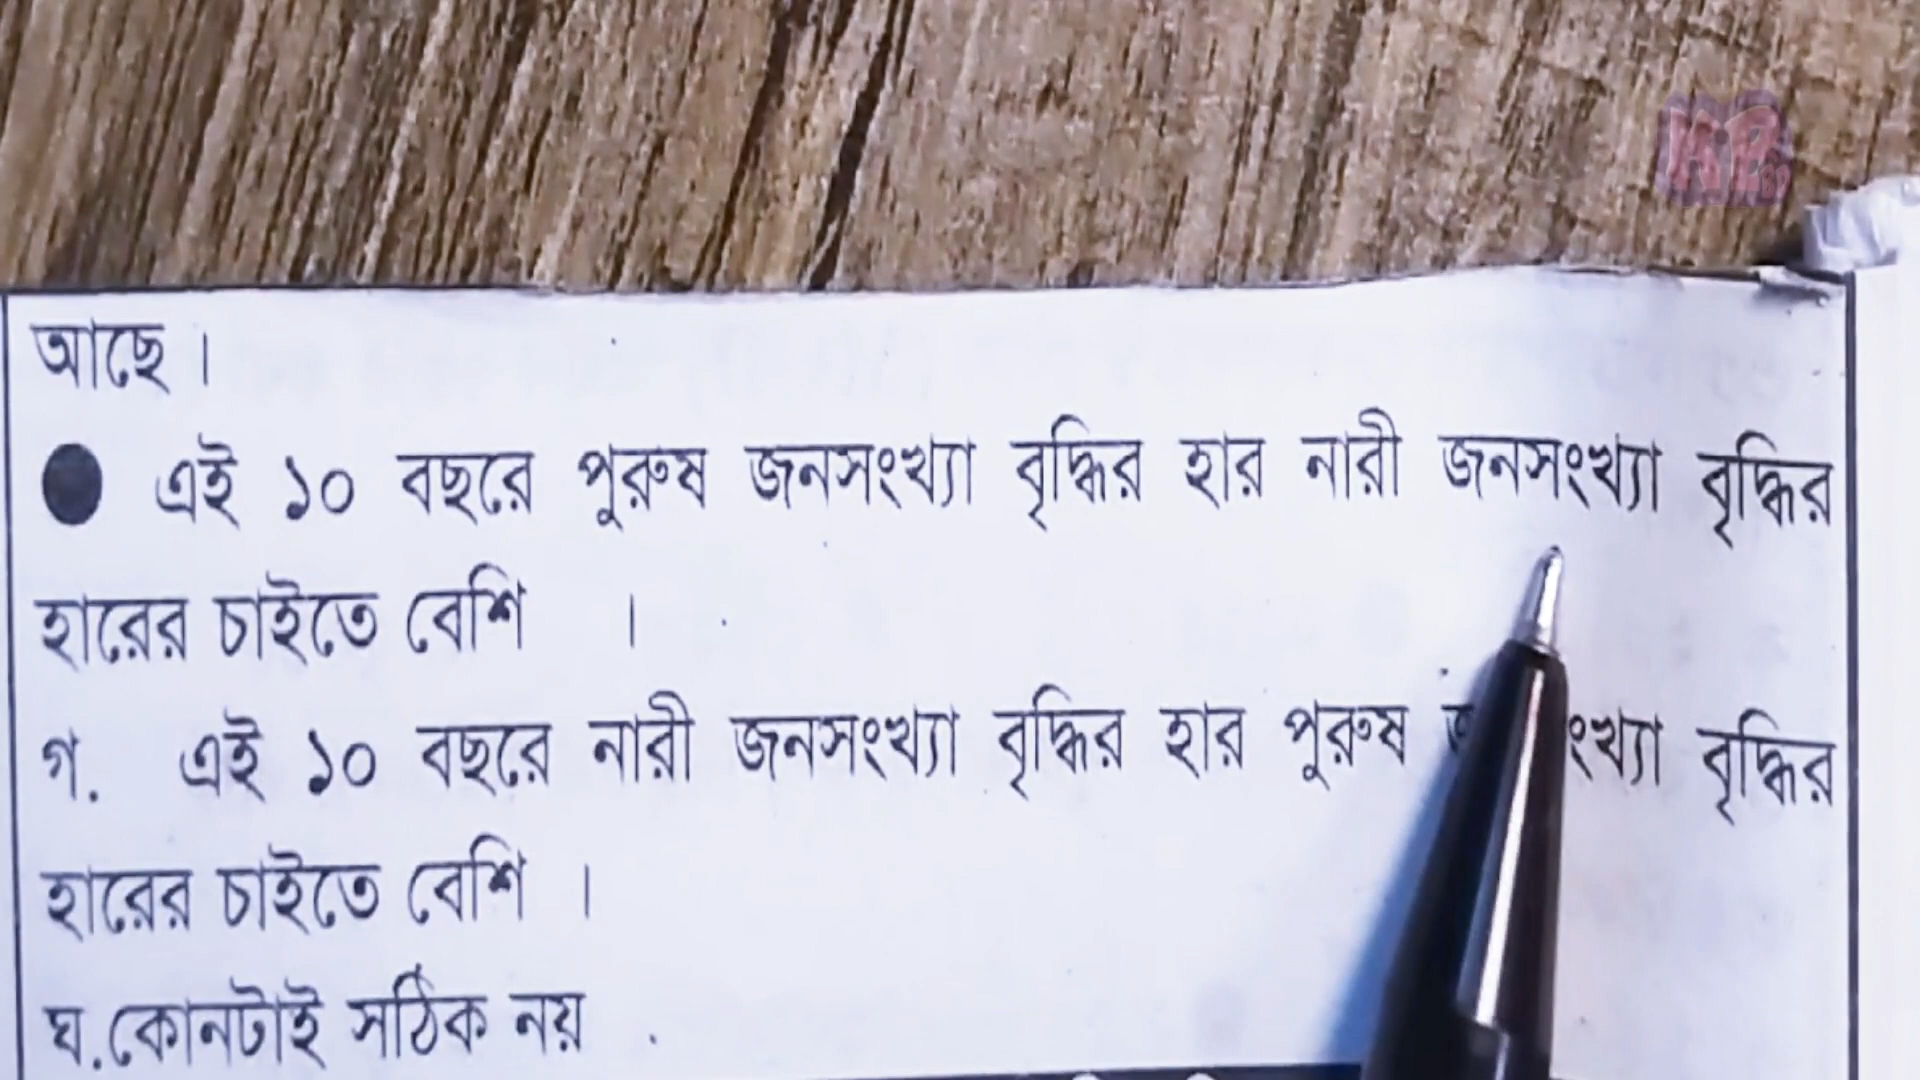 আছে।
● এই ১০ বছরে পুরুষ জনসংখ্যা বৃদ্ধির হার নারী জনসংখ্যা বৃদ্ধির
হারের চাইতে বেশি ।
গ. এই ১০ বছরে নারী জনসংখ্যা বৃদ্ধির হার পুরুষ বৃদ্ধির
হারের চাইতে বেশি ।
ঘ.কোনটাই সঠিক নয়